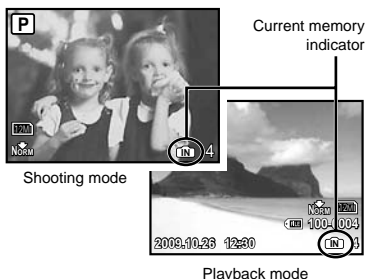 P
Current memory
indicator
12M
NORM
IN 4
Shooting mode
NORM 12M
FILE 100-0004
2009.10.26 12:30
IN 4
Playback mode